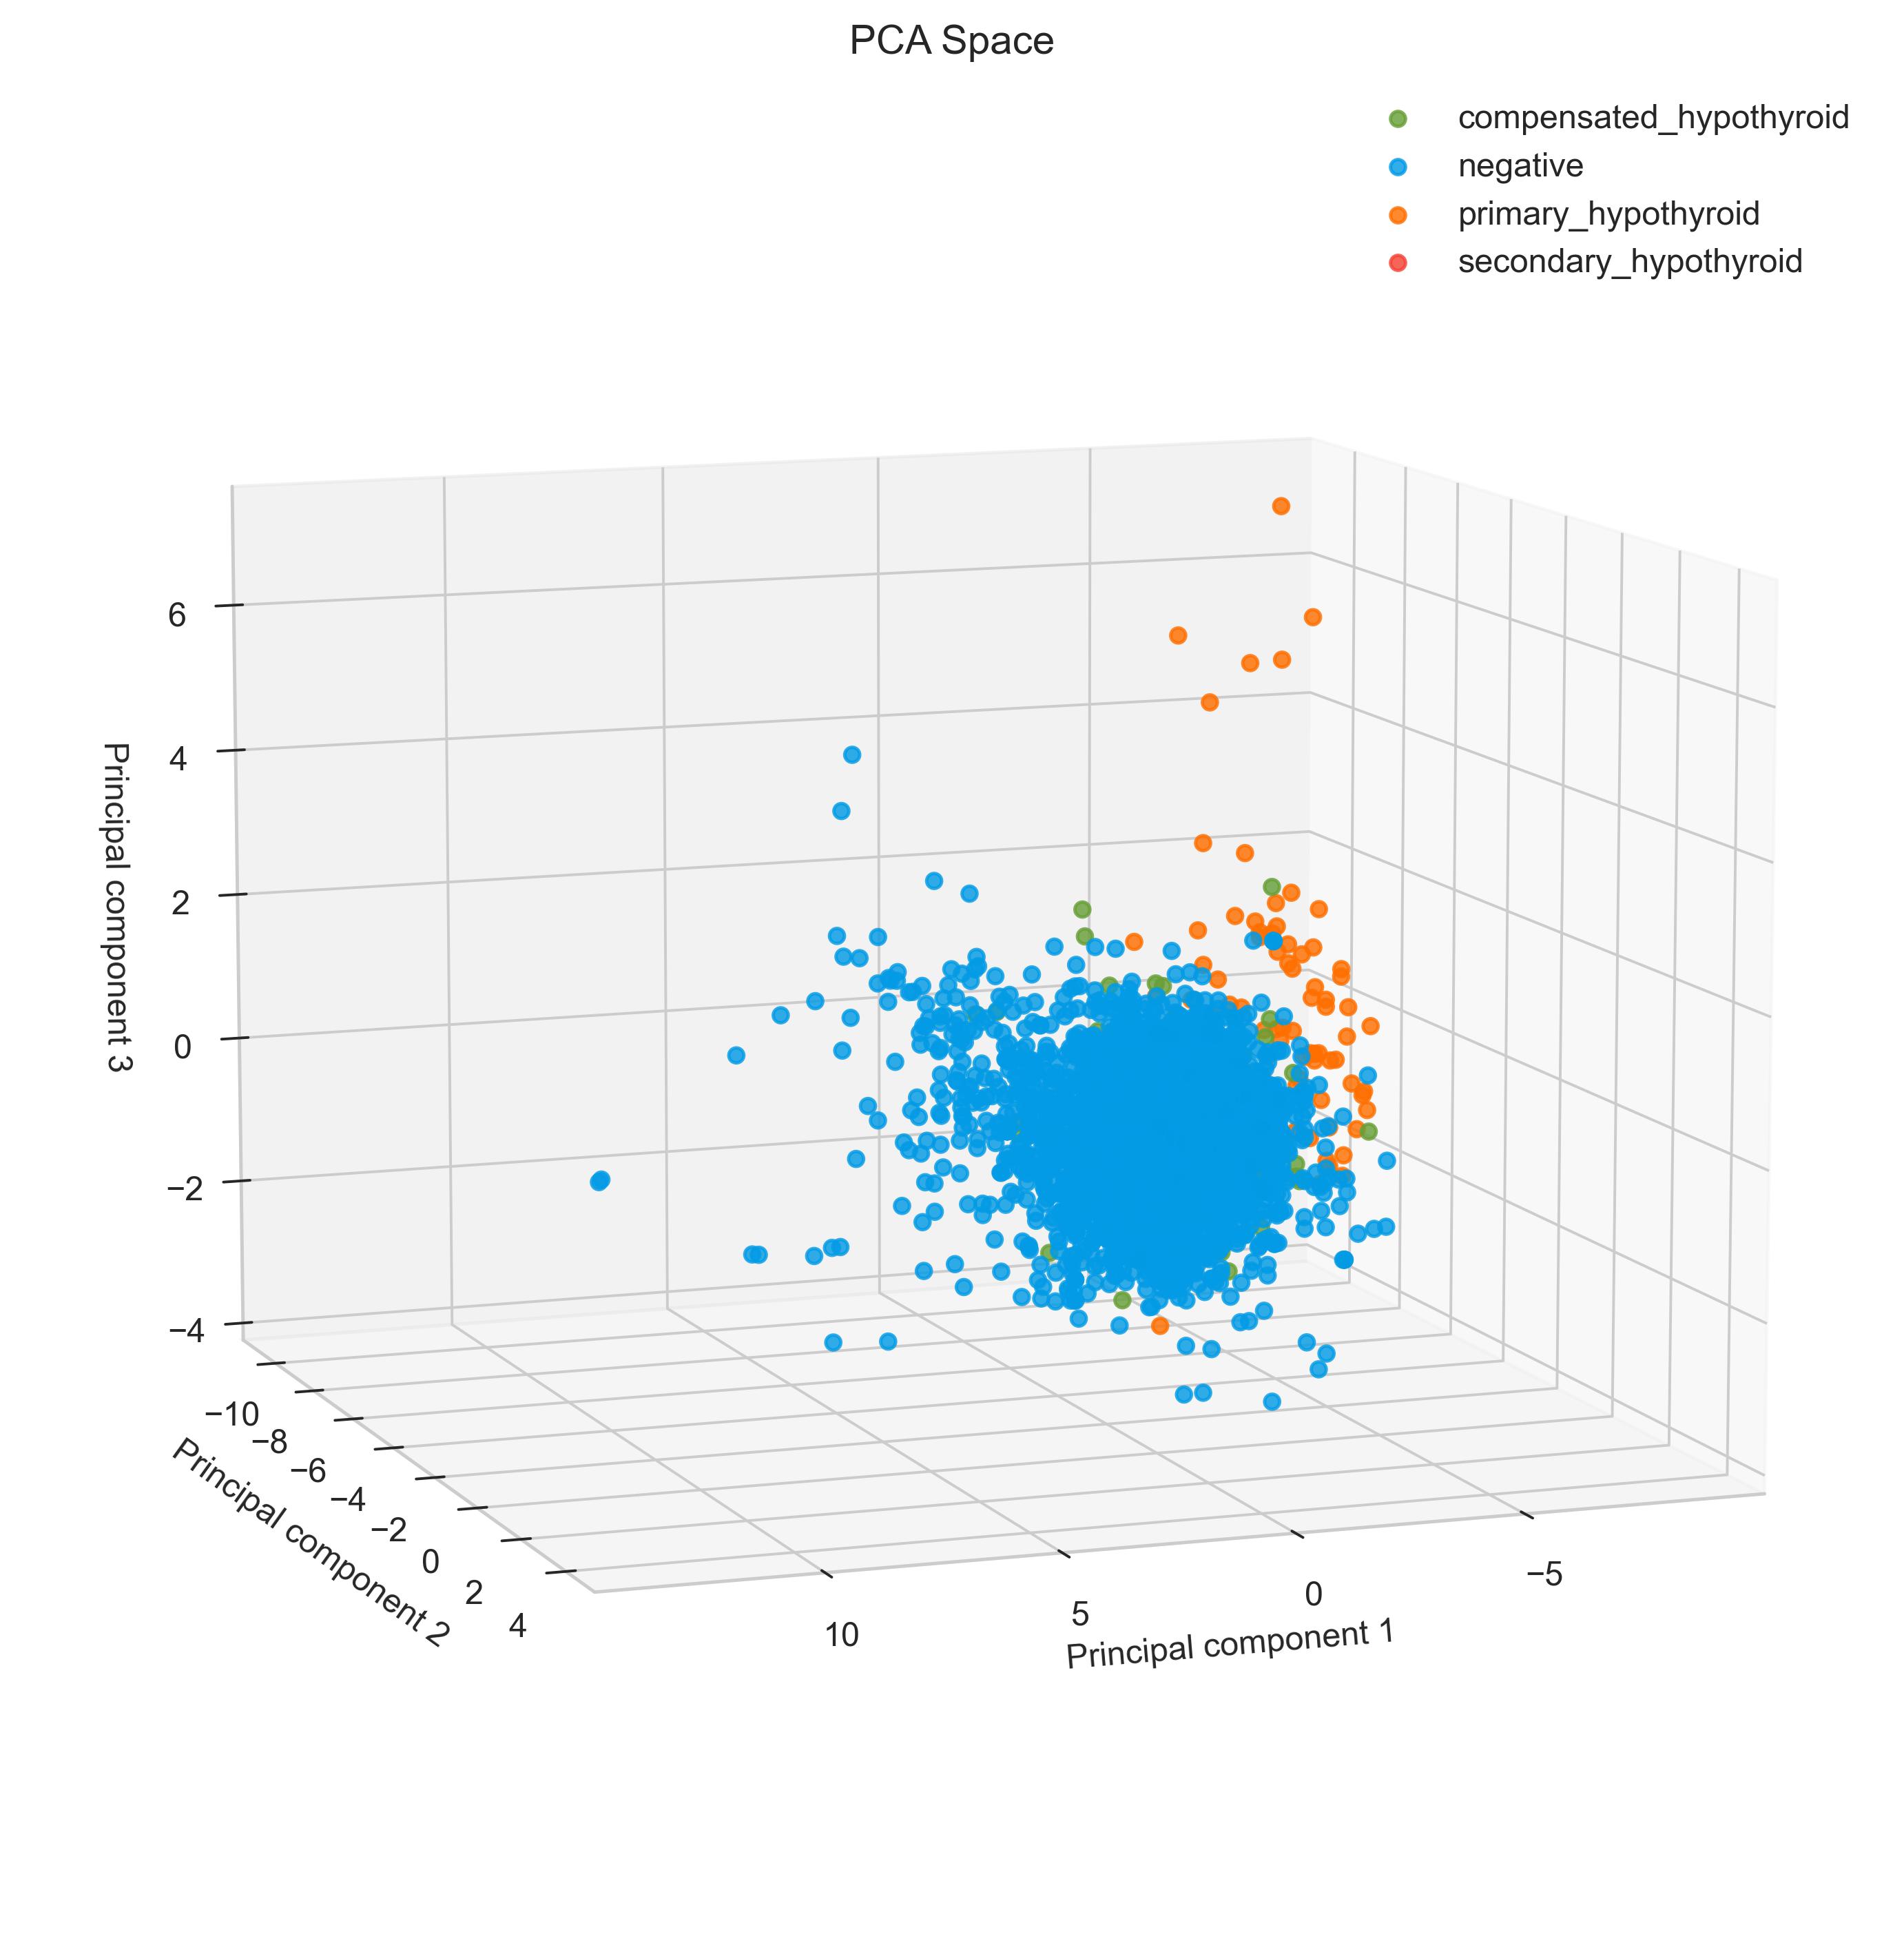 PCA Space
compensated_hypothyroid
negative
primary_hypothyroid
secondary_hypothyroid
6
4
2
0
−2
−4
Principal component 3
−10
−8
−6
−4
−2
0
2
4
Principal component 2
10
5
0
−5
Principal component 1